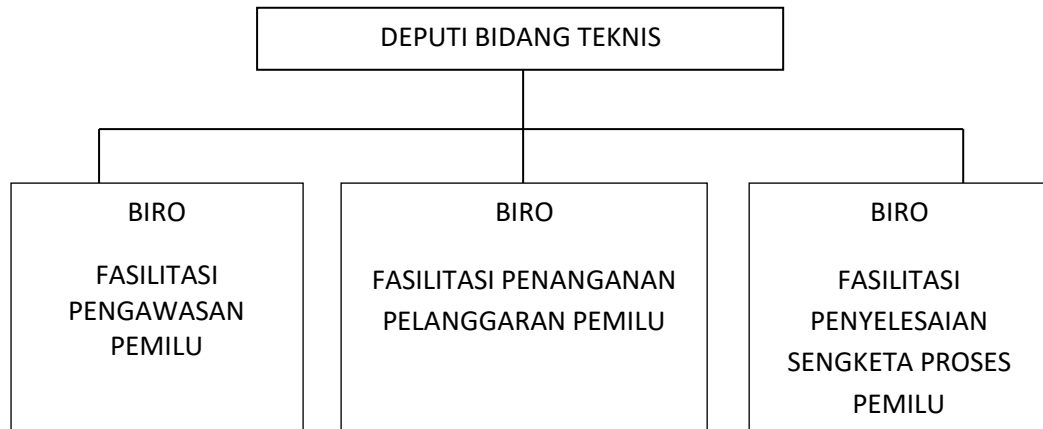 DEPUTI BIDANG TEKNIS
BIRO
FASILITASI
PENGAWASAN
PEMILU
BIRO
FASILITASI PENANGANAN
PELANGGARAN PEMILU
BIRO
FASILITASI
PENYELESAIAN
SENGKETA PROSES
PEMILU